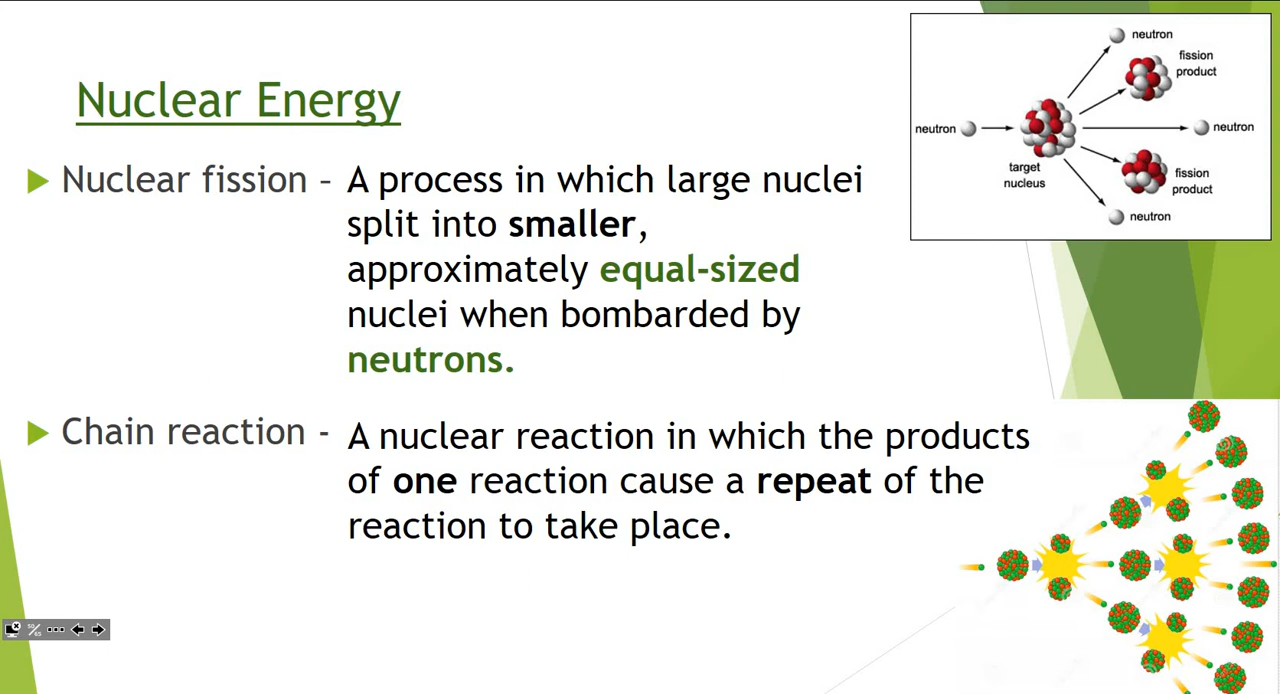 Nuclear Energy
Nuclear fission – A process in which large nuclei
split into smaller,
approximately equal-sized
nuclei when bombarded by
neutrons.
Chain reaction - A nuclear reaction in which the products
of one reaction cause a repeat of the
reaction to take place.
neutron
fission
product
neutron
neutron
target
nucleus
fission
product
neutron
50/65